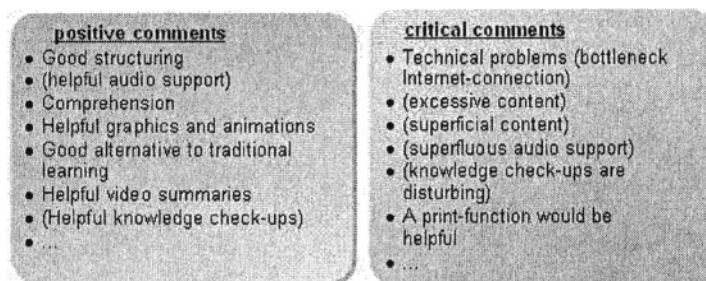 positive comments
• Good structuring
• (helpful audio support)
• Comprehension
• Helpful graphics and animations
• Good alternative to traditional
learning
• Helpful video summaries
• (Helpful knowledge check-ups)
• ...
critical comments
• Technical problems (bottleneck
Internet-connection)
• (excessive content)
• (superficial content)
• (superfluous audio support)
• (knowledge check-ups are
disturbing)
• A print-function would be
helpful
• ...